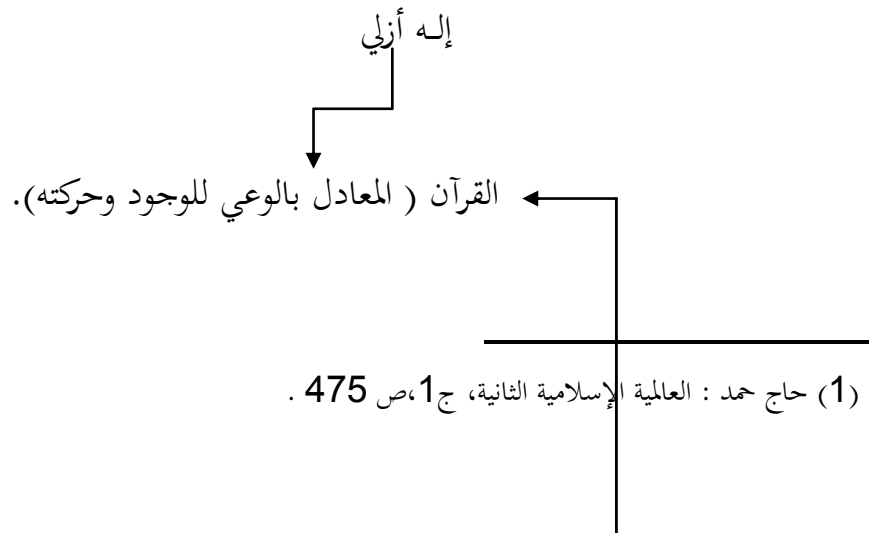 إلـه أزلي
القرآن ( المعادل بالوعي للوجود وحركته).
(1) حاج حمد : العالمية الإسلامية الثانية، ج1،ص 475 .